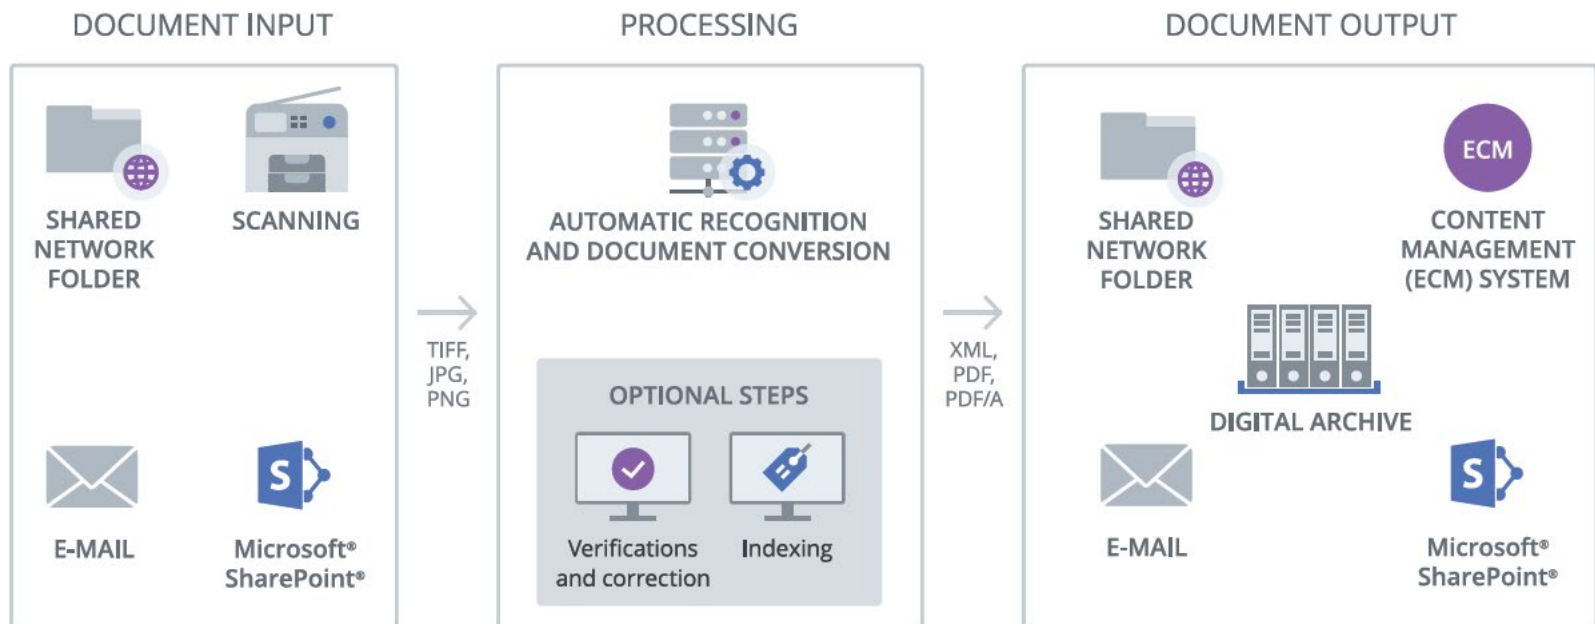 DOCUMENT INPUT
SHARED
NETWORK
FOLDER
SCANNING
E-MAIL
Microsoft®
SharePoint®
TIFF,
JPG,
PNG
PROCESSING
AUTOMATIC RECOGNITION
AND DOCUMENT CONVERSION
OPTIONAL STEPS
Verifications
and correction
Indexing
XML,
PDF,
PDF/A
DOCUMENT OUTPUT
SHARED
NETWORK
FOLDER
ECM
CONTENT
MANAGEMENT
(ECM) SYSTEM
DIGITAL ARCHIVE
E-MAIL
Microsoft®
SharePoint®